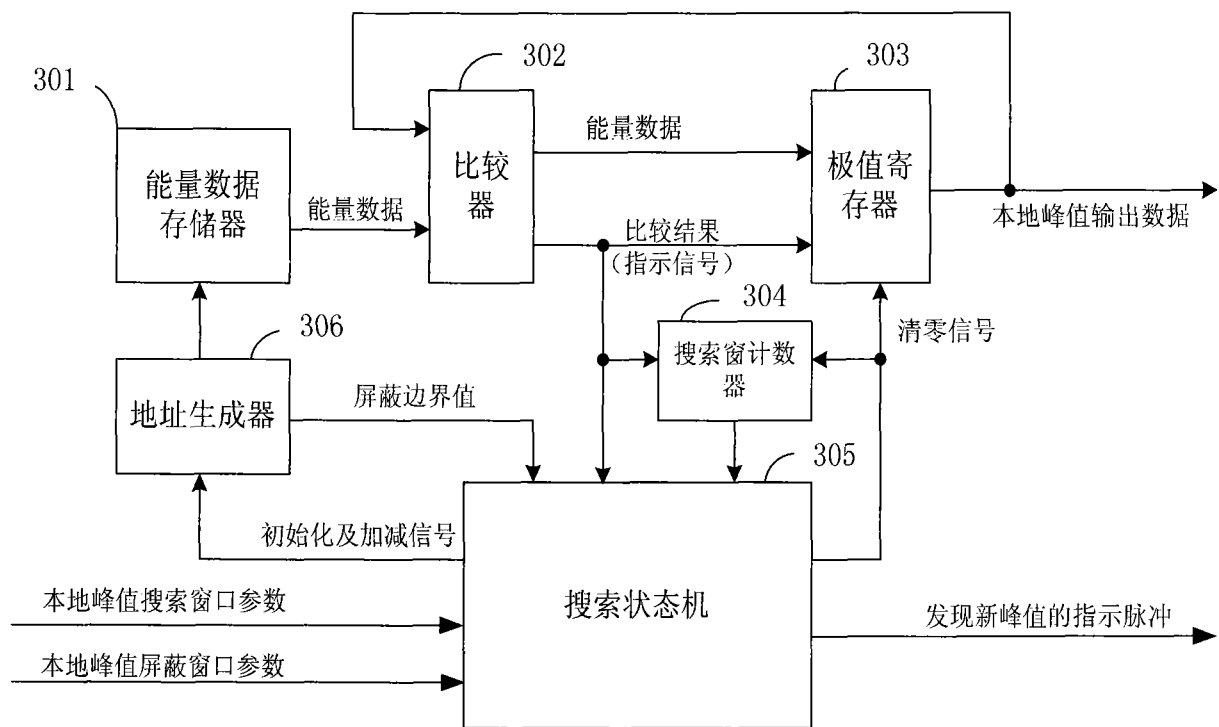 301
302
303
能量数据
存储器
能量数据
比较
器
能量数据
比较结果
（指示信号）
极值寄
存器
本地峰值输出数据
306
304
地址生成器
搜索窗计数
器
清零信号
屏蔽边界值
305
初始化及加减信号
搜索状态机
本地峰值搜索窗口参数
本地峰值屏蔽窗口参数
发现新峰值的指示脉冲